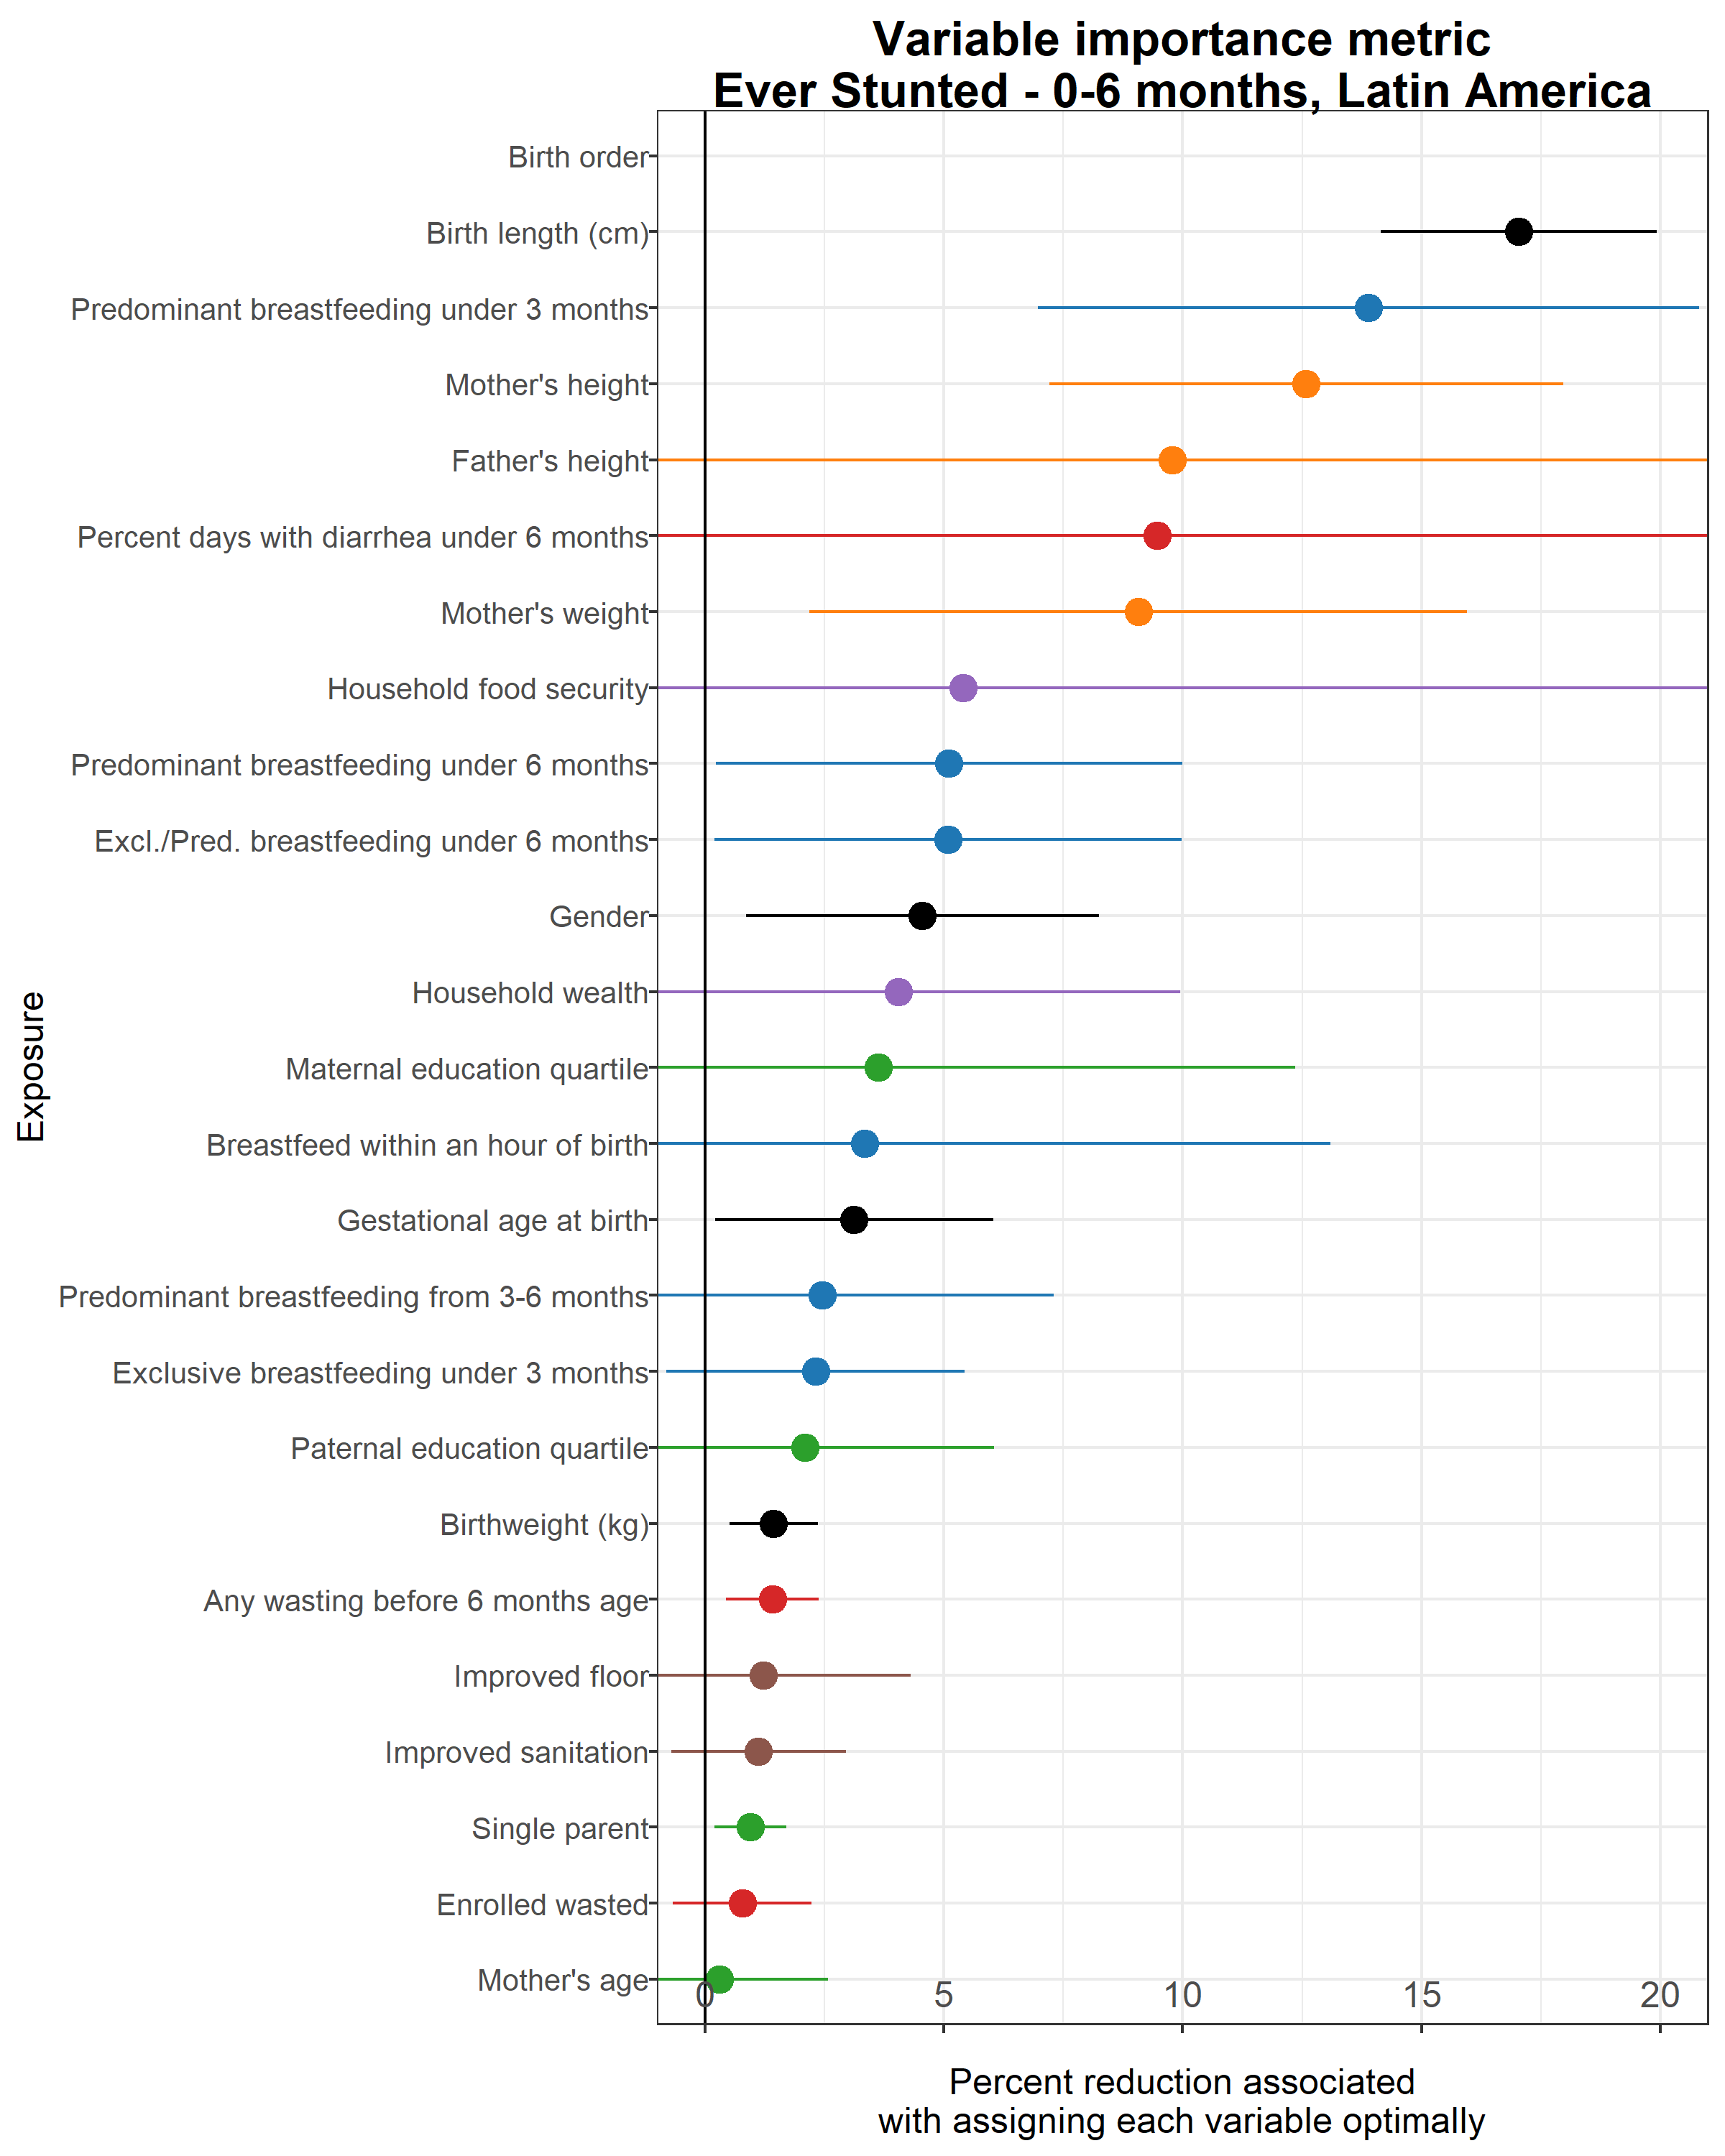 Variable importance metric
Ever Stunted - 0-6 months, Latin America
Birth order
Birth length (cm)
Predominant breastfeeding under 3 months
Mother's height
Father's height
Percent days with diarrhea under 6 months
Mother's weight
Household food security
Predominant breastfeeding under 6 months
Excl./Pred. breastfeeding under 6 months
Gender
Household wealth
Maternal education quartile
Breastfeed within an hour of birth
Gestational age at birth
Predominant breastfeeding from 3-6 months
Exclusive breastfeeding under 3 months
Paternal education quartile
Birthweight (kg)
Any wasting before 6 months age
Improved floor
Improved sanitation
Single parent
Enrolled wasted
Mother's age
Exposure
0 5 10 15 20
Percent reduction associated
with assigning each variable optimally